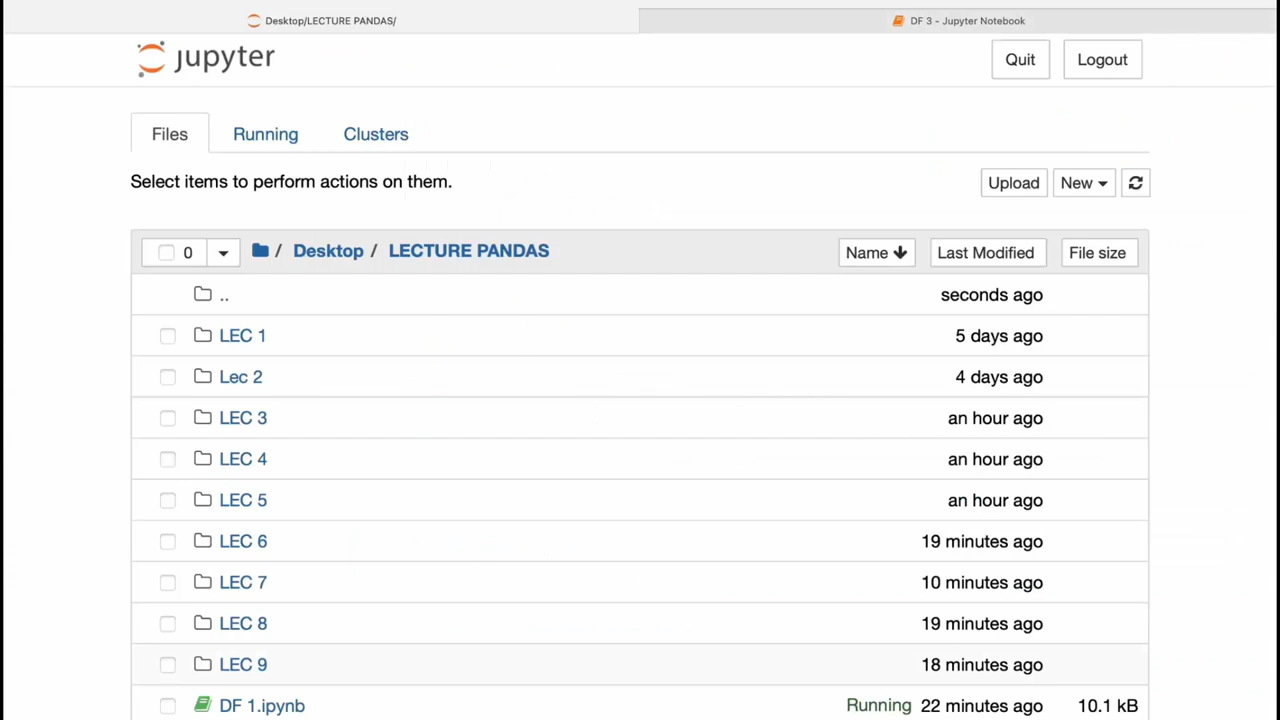 Desktop/LECTURE PANDAS/
DF 3 - Jupyter Notebook
jupyter
Quit
Logout
Files
Running
Clusters
Select items to perform actions on them.
Upload
New
0
/ Desktop / LECTURE PANDAS
Name
Last Modified
File size
.. seconds ago
LEC 1 5 days ago
Lec 2 4 days ago
LEC 3 an hour ago
LEC 4 an hour ago
LEC 5 an hour ago
LEC 6 19 minutes ago
LEC 7 10 minutes ago
LEC 8 19 minutes ago
LEC 9 18 minutes ago
DF 1.ipynb Running 22 minutes ago 10.1 kB